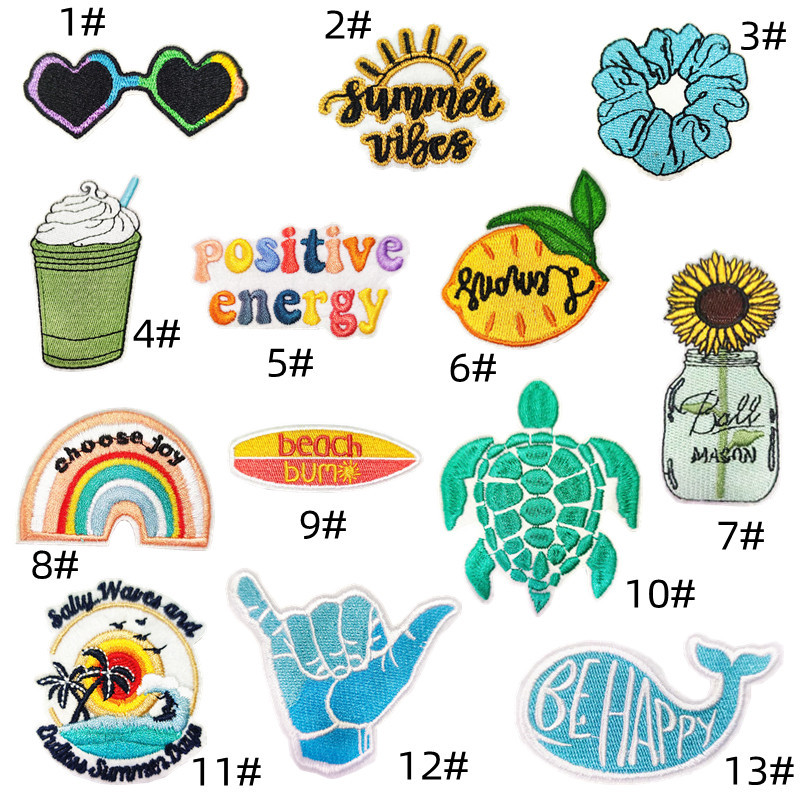 1#
2#
3#
summer
vibes
4#
positive
energy
5#
Lemons
6#
Ball
MASON
7#
choose joy
8#
beach
bum
9#
10#
Salty Waves and
Endless Summer Days
11#
12#
BE HAPPY
13#